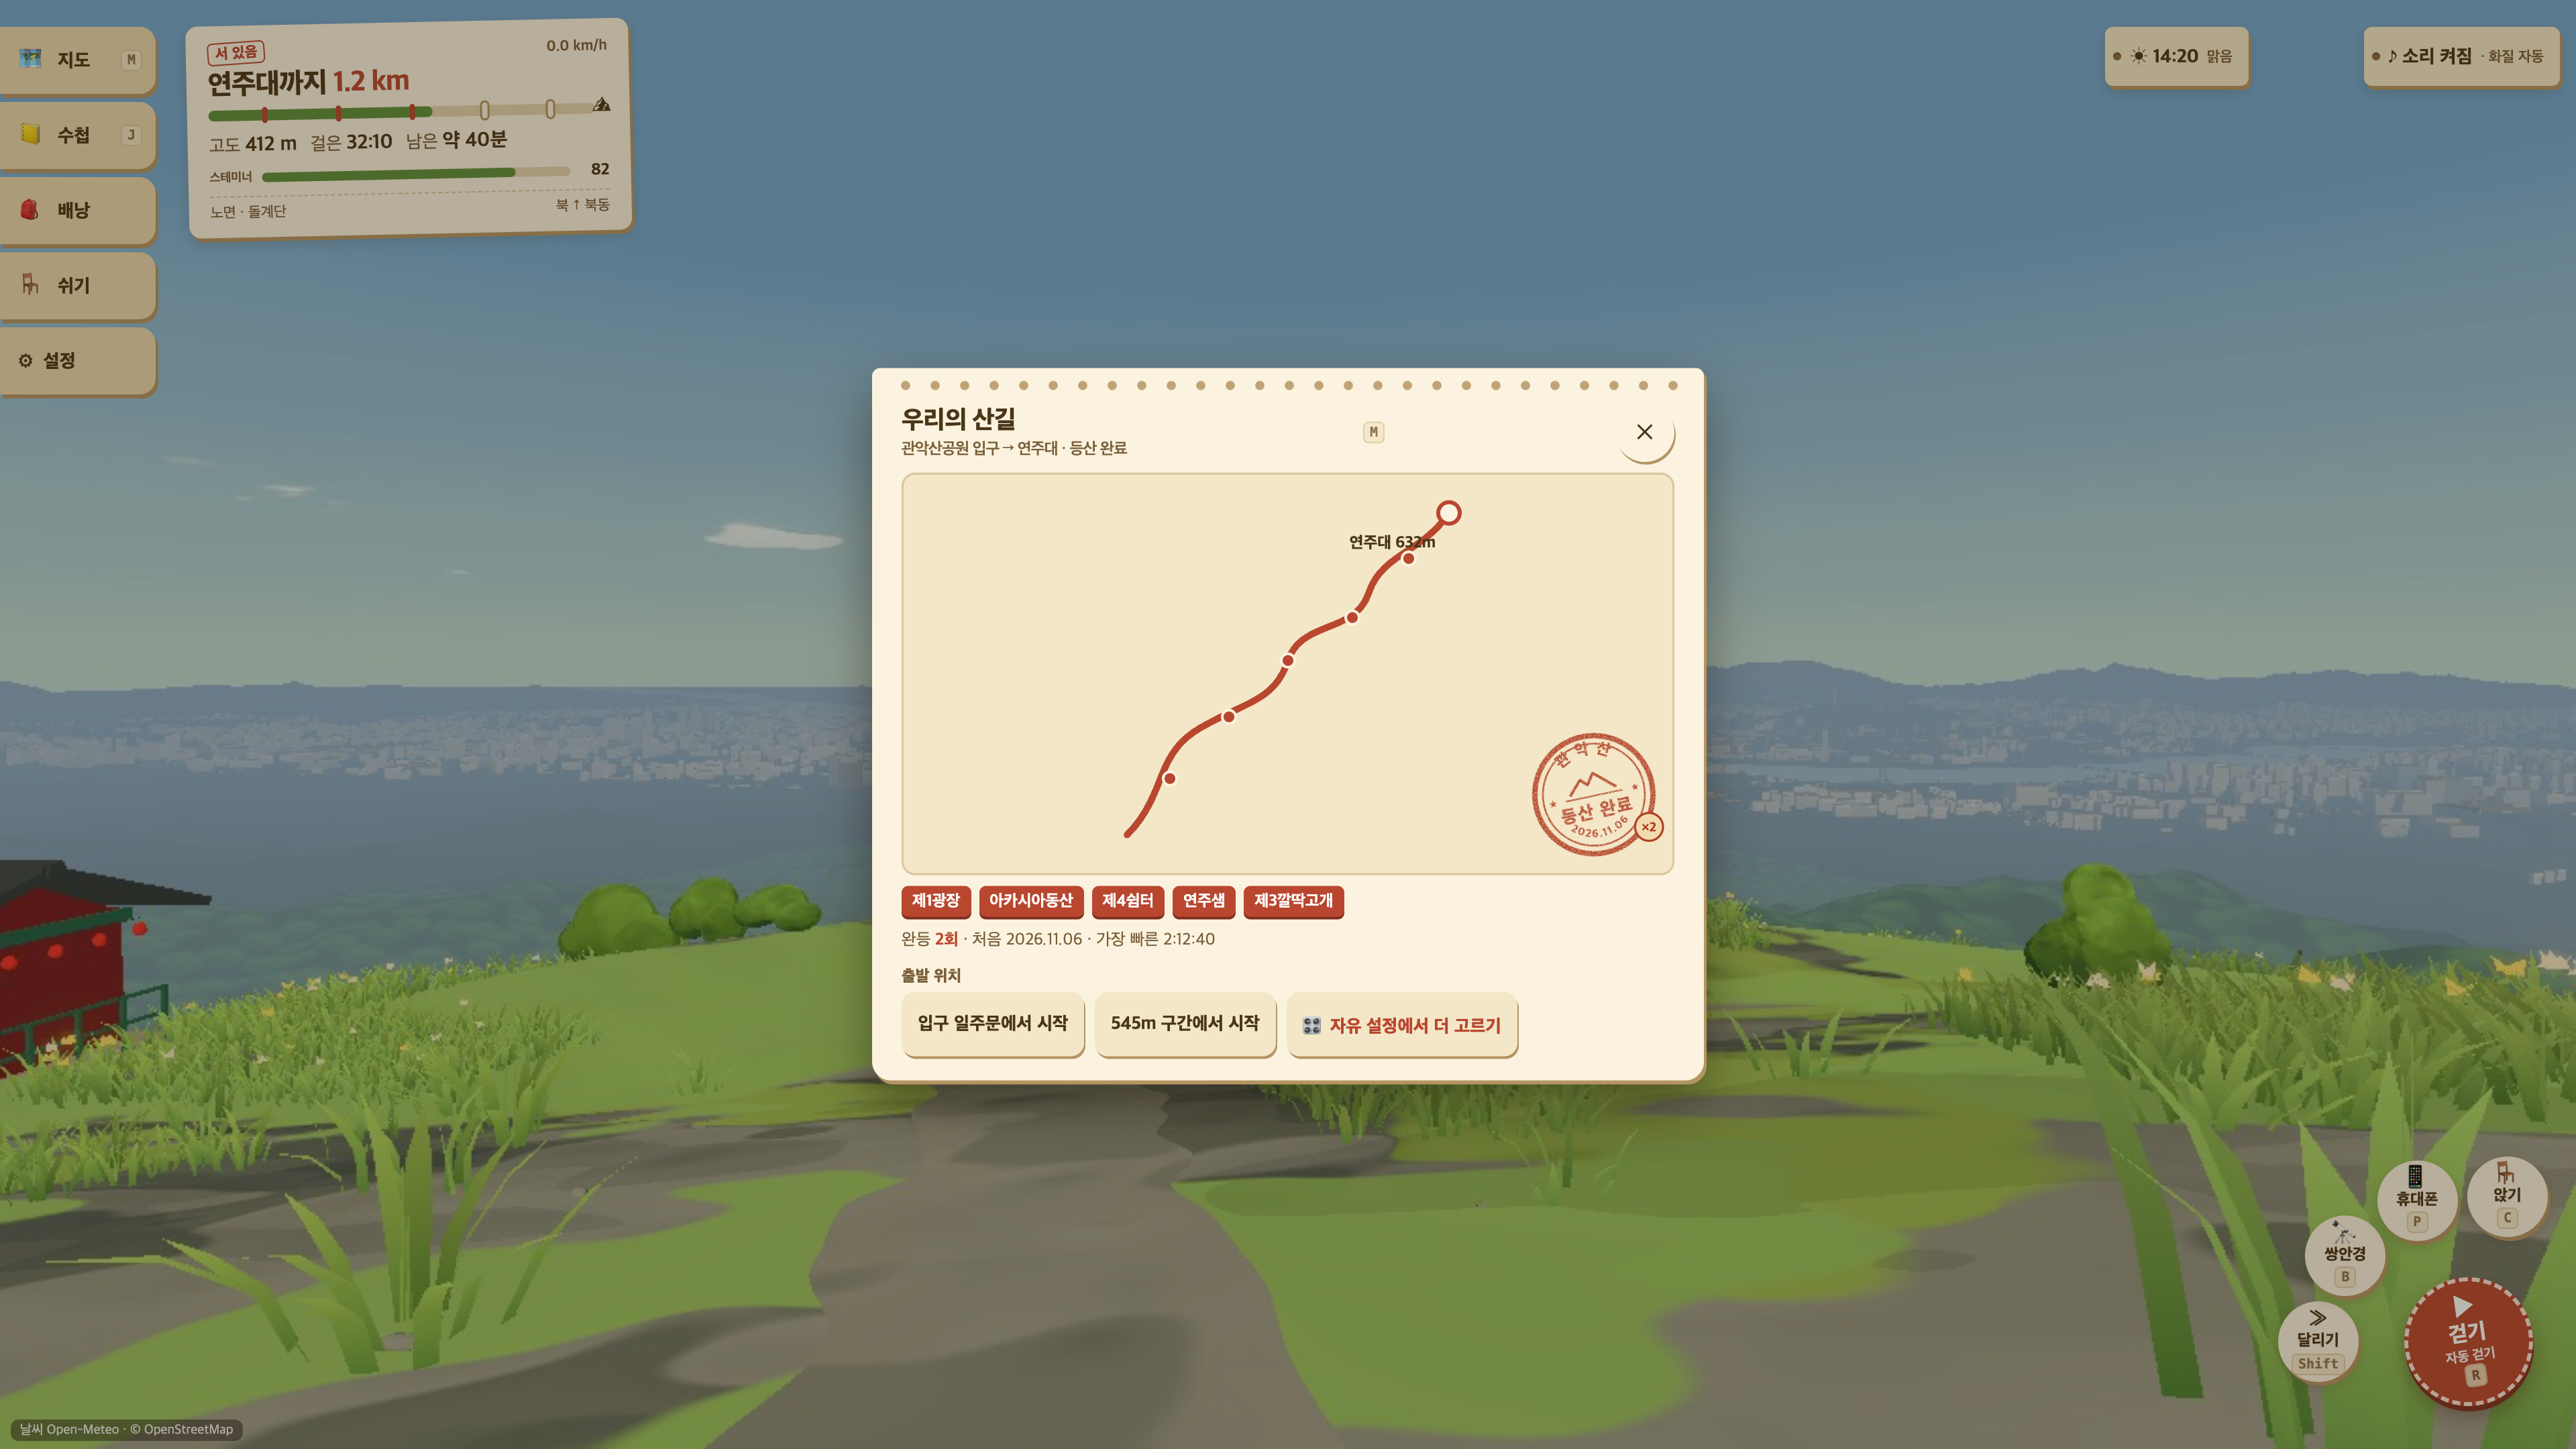 지도 M
수첩 J
배낭
쉬기
설정
서 있음
0.0 km/h
연주대까지 1.2 km
고도 412 m 걸은 32:10 남은 약 40분
스테미너 82
노면 · 돌계단
북 ↑ 북동
14:20 맑음
♪ 소리 켜짐 · 화질 자동
우리의 산길
관악산공원 입구 → 연주대 · 등산 완료
M
×
연주대 632m
관악산
등산 완료
2026.11.06
×2
제1광장 아카시아동산 제4쉼터 연주샘 제3깔딱고개
완등 2회 · 처음 2026.11.06 · 가장 빠른 2:12:40
출발 위치
입구 일주문에서 시작
545m 구간에서 시작
자유 설정에서 더 고르기
휴대폰
P
앉기
C
쌍안경
B
달리기
Shift
걷기
자동 걷기
R
날씨 Open-Meteo · © OpenStreetMap